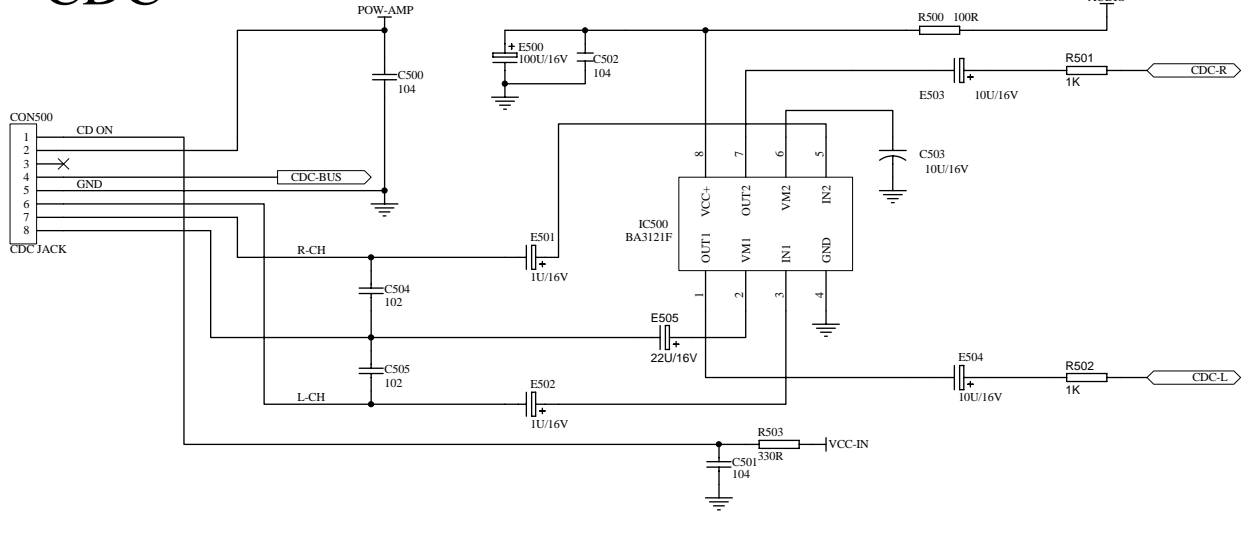 CDC
POW-AMP
AUDIO
R500 100R
E500
100U/16V
C502
104
C500
104
R501
1K
CDC-R
E503
10U/16V
CON500
1
2
3
4
5
6
7
8
CDC JACK
CD ON
CDC-BUS
GND
C503
10U/16V
8
7
6
5
VCC+
OUT2
VM2
IN2
IC500
BA3121F
OUT1
VM1
IN1
GND
1
2
3
4
R-CH
E501
1U/16V
C504
102
E505
22U/16V
C505
102
L-CH
E502
1U/16V
E504
10U/16V
R502
1K
CDC-L
R503
330R
VCC-IN
C501
104